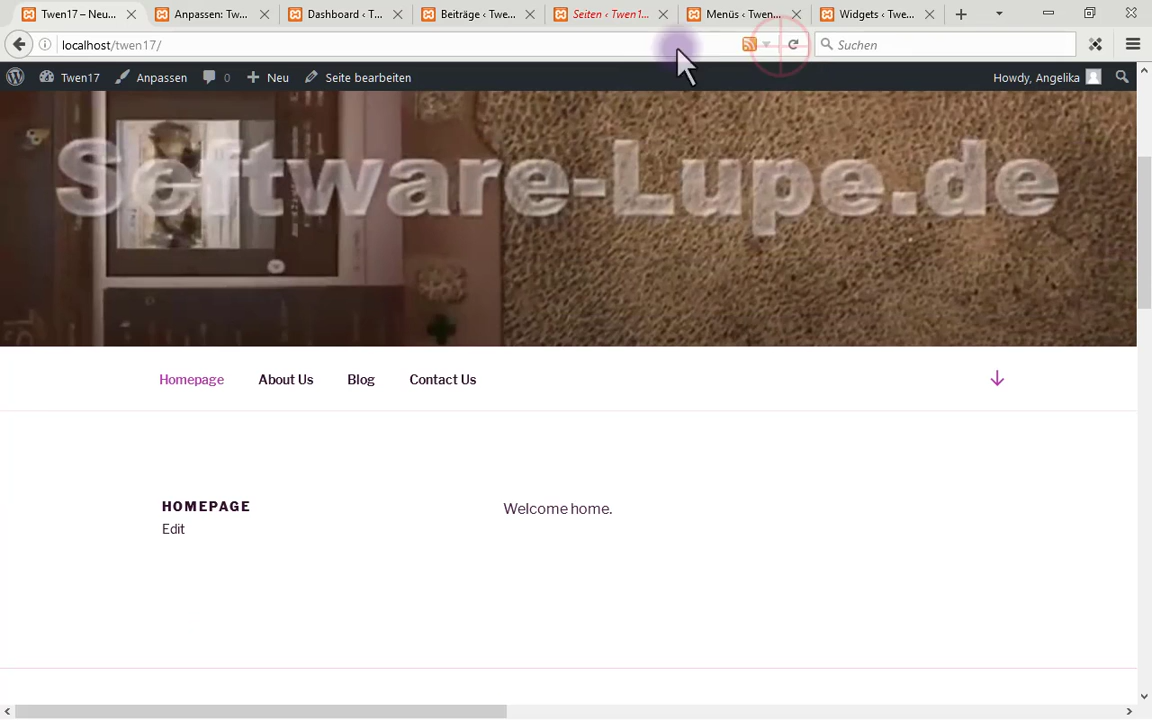 Twen17 – Neu...
Anpassen: Tw...
Dashboard ‹ T...
Beiträge ‹ Twe...
Seiten ‹ Twen1...
Menüs ‹ Twen...
Widgets ‹ Twe...
localhost/twen17/
Suchen
Twen17
Anpassen
0
Neu
Seite bearbeiten
Howdy, Angelika
Software-Lupe.de
Homepage
About Us
Blog
Contact Us
HOMEPAGE
Edit
Welcome home.